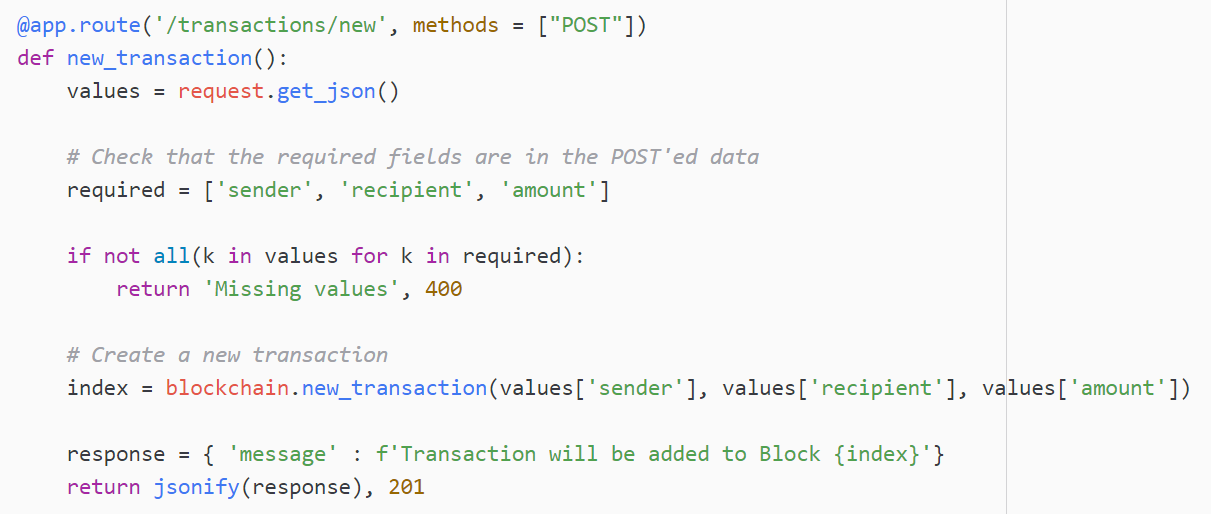 @app.route('/transactions/new', methods = ["POST"])
def new_transaction():
    values = request.get_json()

    # Check that the required fields are in the POST'ed data
    required = ['sender', 'recipient', 'amount']

    if not all(k in values for k in required):
        return 'Missing values', 400

    # Create a new transaction
    index = blockchain.new_transaction(values['sender'], values['recipient'], values['amount'])

    response = { 'message' : f'Transaction will be added to Block {index}'}
    return jsonify(response), 201